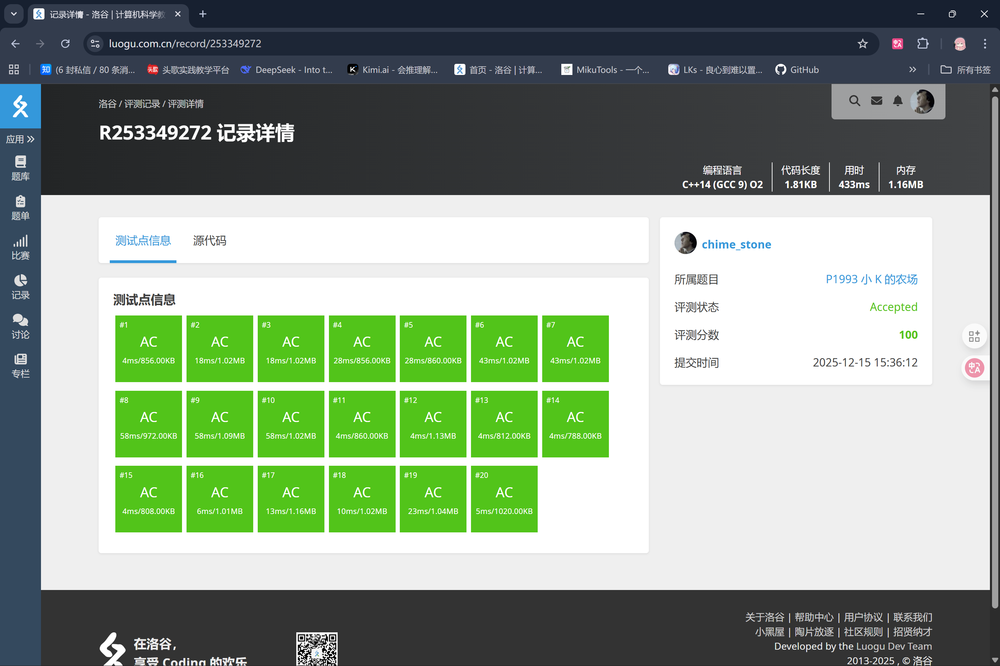 记录详情 - 洛谷 | 计算机科学教
luogu.com.cn/record/253349272
(6 封私信 / 80 条消...
头歌实践教学平台
DeepSeek - Into t...
Kimi.ai - 会推理解...
首页 - 洛谷 | 计算...
MikuTools - 一个...
LKs - 良心到难以置...
GitHub
所有书签
洛谷 / 评测记录 / 评测详情
R253349272 记录详情
编程语言
C++14 (GCC 9) O2
代码长度
1.81KB
用时
433ms
内存
1.16MB
应用
题库
题单
比赛
记录
讨论
专栏
测试点信息 源代码
测试点信息
#1
AC
4ms/856.00KB
#2
AC
18ms/1.02MB
#3
AC
18ms/1.02MB
#4
AC
28ms/856.00KB
#5
AC
28ms/860.00KB
#6
AC
43ms/1.02MB
#7
AC
43ms/1.02MB
#8
AC
58ms/972.00KB
#9
AC
58ms/1.09MB
#10
AC
58ms/1.02MB
#11
AC
4ms/860.00KB
#12
AC
4ms/1.13MB
#13
AC
4ms/812.00KB
#14
AC
4ms/788.00KB
#15
AC
4ms/808.00KB
#16
AC
6ms/1.01MB
#17
AC
13ms/1.16MB
#18
AC
10ms/1.02MB
#19
AC
23ms/1.04MB
#20
AC
5ms/1020.00KB
chime_stone
所属题目 P1993 小 K 的农场
评测状态 Accepted
评测分数 100
提交时间 2025-12-15 15:36:12
在洛谷，
享受 Coding 的欢乐
关于洛谷 | 帮助中心 | 用户协议 | 联系我们
小黑屋 | 陶片放逐 | 社区规则 | 招贤纳才
Developed by the Luogu Dev Team
2013-2025 , © 洛谷